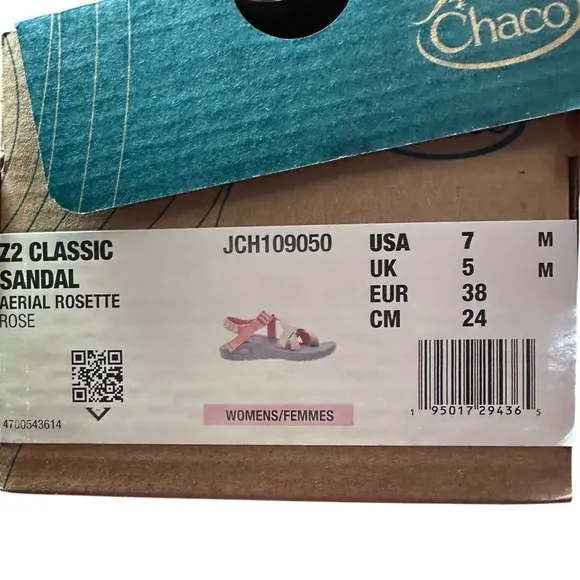 Chaco
Z2 CLASSIC
SANDAL
AERIAL ROSETTE
ROSE
4700543614
JCH109050
WOMENS/FEMMES
USA 7 M
UK 5 M
EUR 38
CM 24
1 95017 29436 5